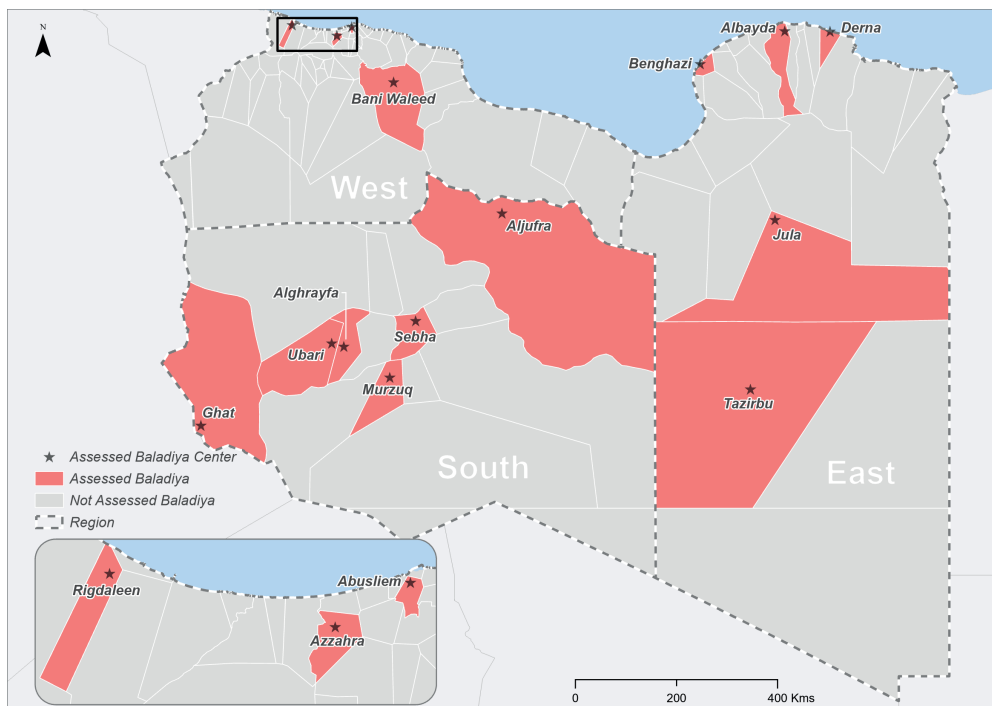 N
Albayda
Derna
Benghazi
Bani Waleed
West
Aljufra
Jula
Alghrayfa
Sebha
Ubari
Murzuq
Tazirbu
Ghat
South
East
Assessed Baladiya Center
Assessed Baladiya
Not Assessed Baladiya
Region
Rigdaleen
Abusliem
Azzahra
0 200 400 Kms